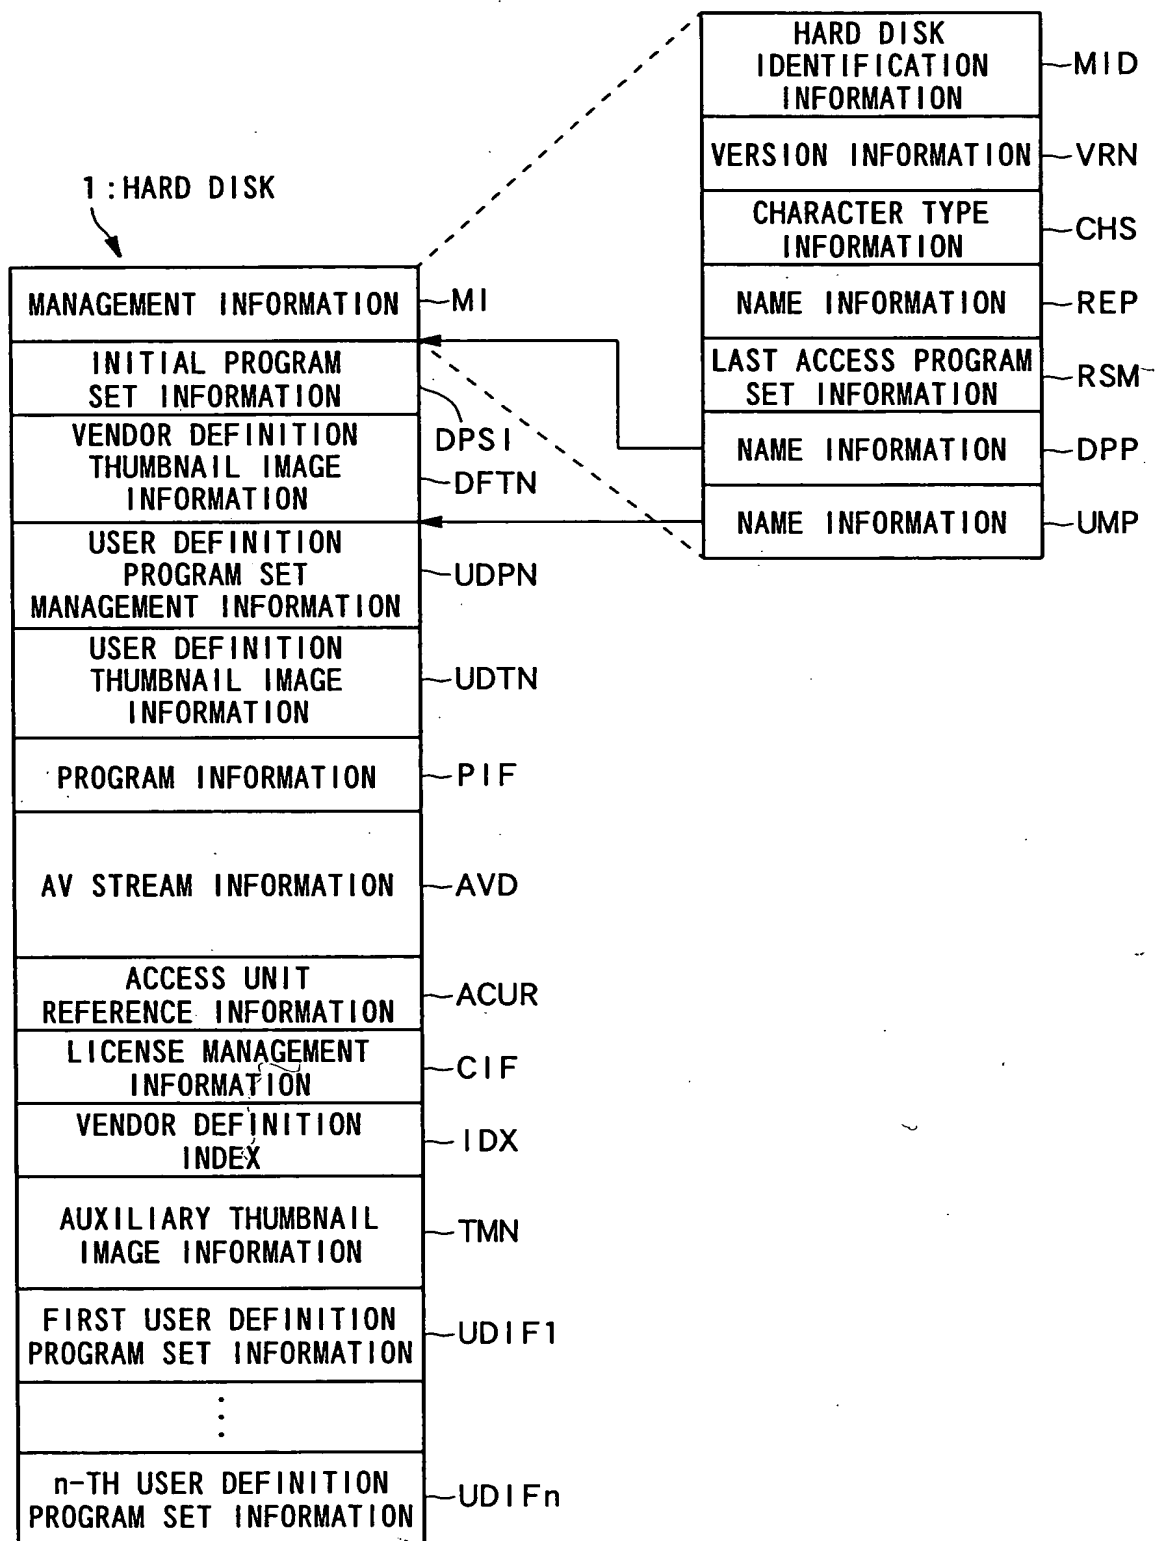 HARD DISK
IDENTIFICATION
INFORMATION
MID
VERSION INFORMATION
VRN
CHARACTER TYPE
INFORMATION
CHS
NAME INFORMATION
REP
LAST ACCESS PROGRAM
SET INFORMATION
RSM
NAME INFORMATION
DPP
NAME INFORMATION
UMP
1:HARD DISK
MANAGEMENT INFORMATION
MI
INITIAL PROGRAM
SET INFORMATION
DPSI
VENDOR DEFINITION
THUMBNAIL IMAGE
INFORMATION
DFTN
USER DEFINITION
PROGRAM SET
MANAGEMENT INFORMATION
UDPN
USER DEFINITION
THUMBNAIL IMAGE
INFORMATION
UDTN
PROGRAM INFORMATION
PIF
AV STREAM INFORMATION
AVD
ACCESS UNIT
REFERENCE INFORMATION
ACUR
LICENSE MANAGEMENT
INFORMATION
CIF
VENDOR DEFINITION
INDEX
IDX
AUXILIARY THUMBNAIL
IMAGE INFORMATION
TMN
FIRST USER DEFINITION
PROGRAM SET INFORMATION
UDIF1
n-TH USER DEFINITION
PROGRAM SET INFORMATION
UDIFn